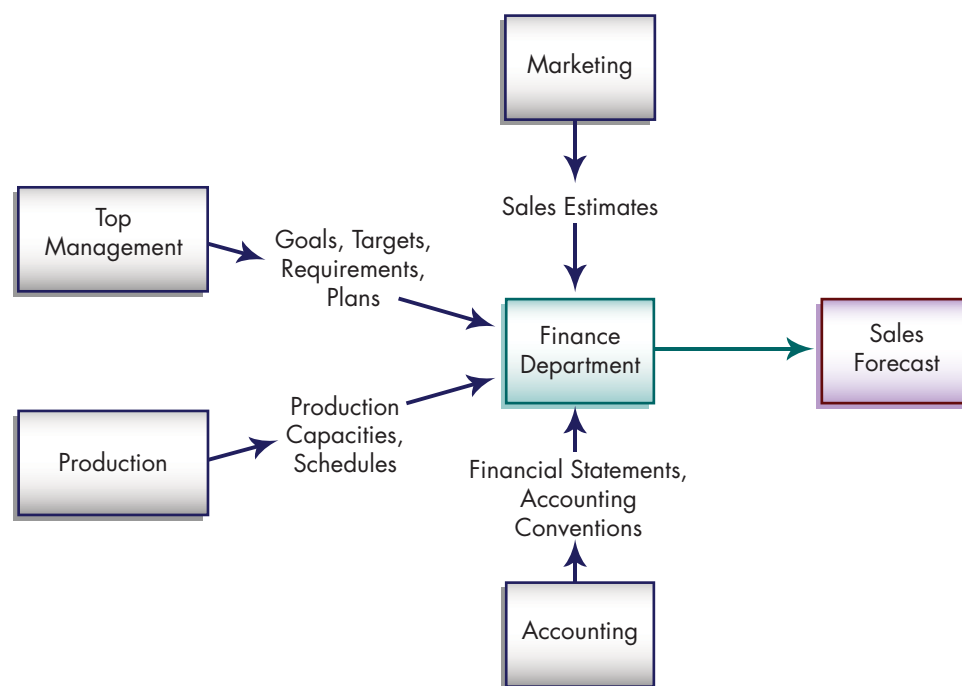 Marketing
Sales Estimates
Top
Management
Goals, Targets,
Requirements,
Plans
Finance
Department
Sales
Forecast
Production
Production
Capacities,
Schedules
Financial Statements,
Accounting
Conventions
Accounting